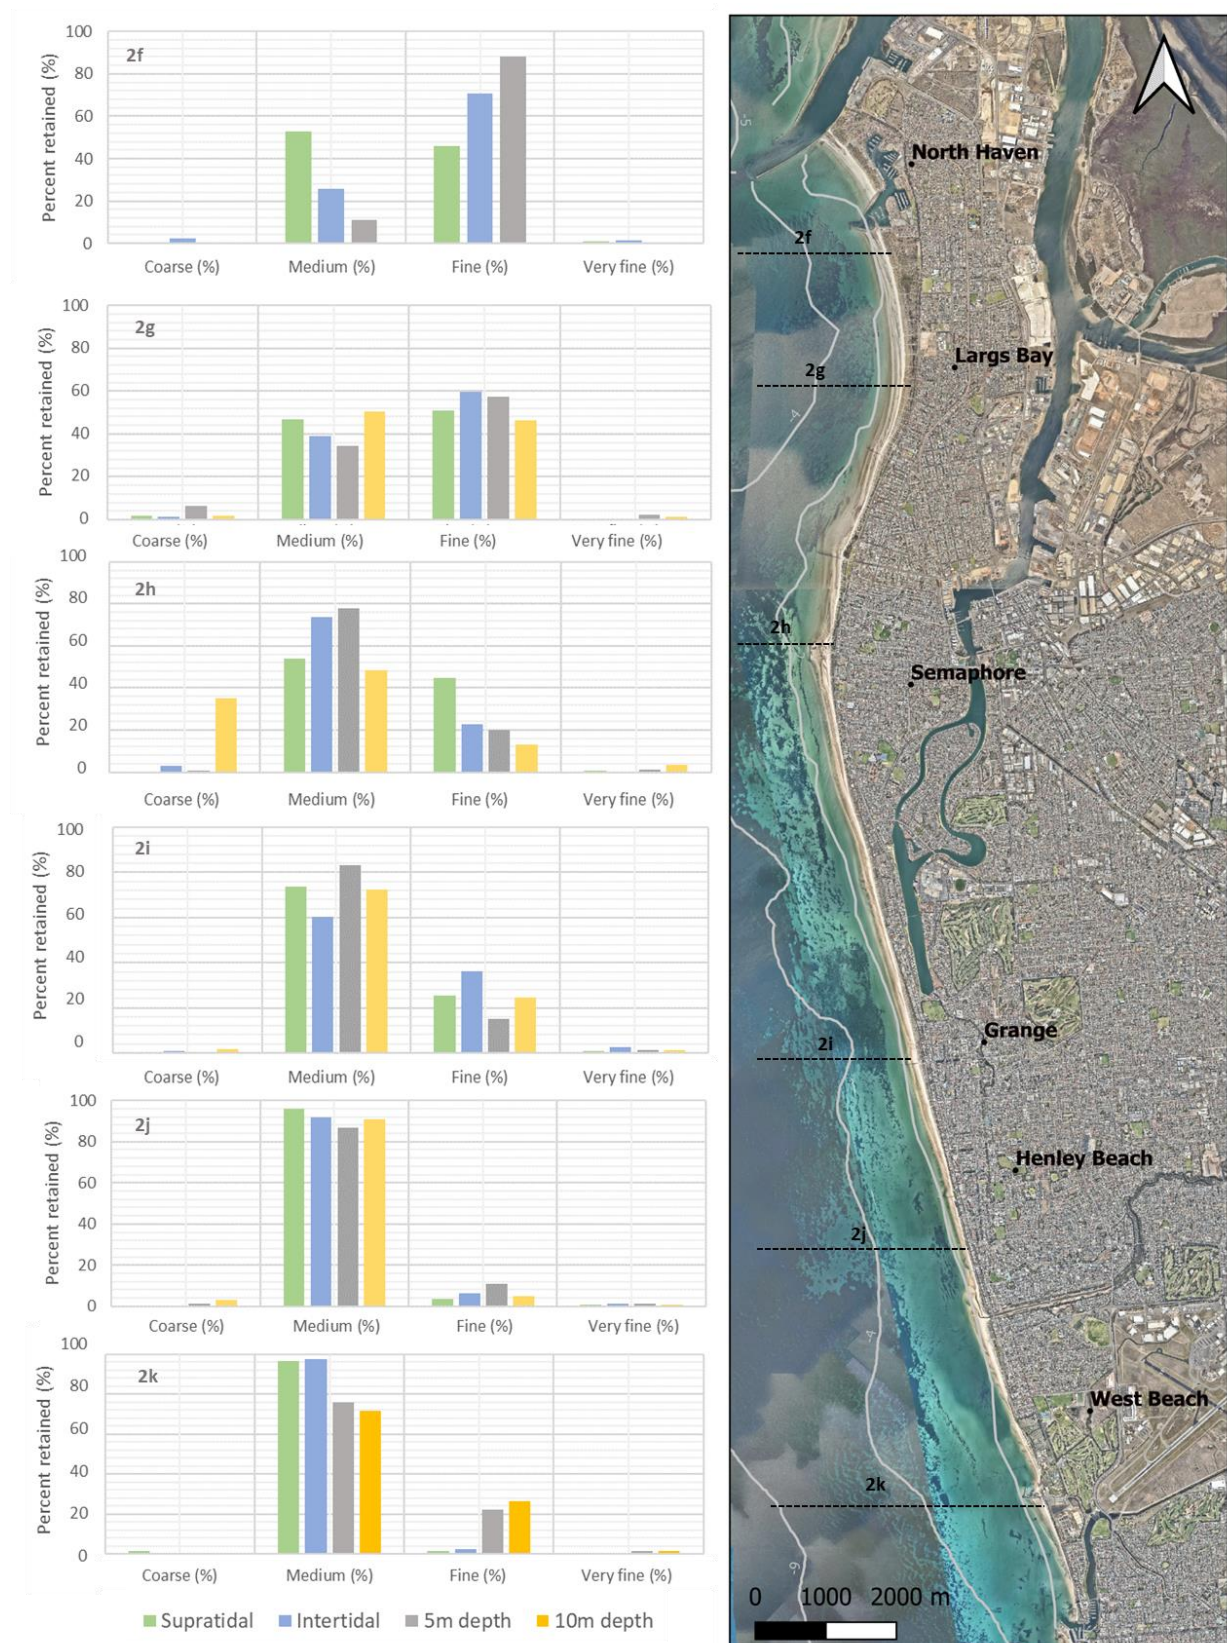 2f
Percent retained (%)
100
80
60
40
20
0
Coarse (%) Medium (%) Fine (%) Very fine (%)
2g
Percent retained (%)
100
80
60
40
20
0
Coarse (%) Medium (%) Fine (%) Very fine (%)
2h
Percent retained (%)
100
80
60
40
20
0
Coarse (%) Medium (%) Fine (%) Very fine (%)
2i
Percent retained (%)
100
80
60
40
20
0
Coarse (%) Medium (%) Fine (%) Very fine (%)
2j
Percent retained (%)
100
80
60
40
20
0
Coarse (%) Medium (%) Fine (%) Very fine (%)
2k
Percent retained (%)
100
80
60
40
20
0
Coarse (%) Medium (%) Fine (%) Very fine (%)
Supratidal Intertidal 5m depth 10m depth
-5
North Haven
2f
Largs Bay
2g
-4
2h
Semaphore
Grange
2i
Henley Beach
2j
-4
West Beach
2k
-6
0 1000 2000 m